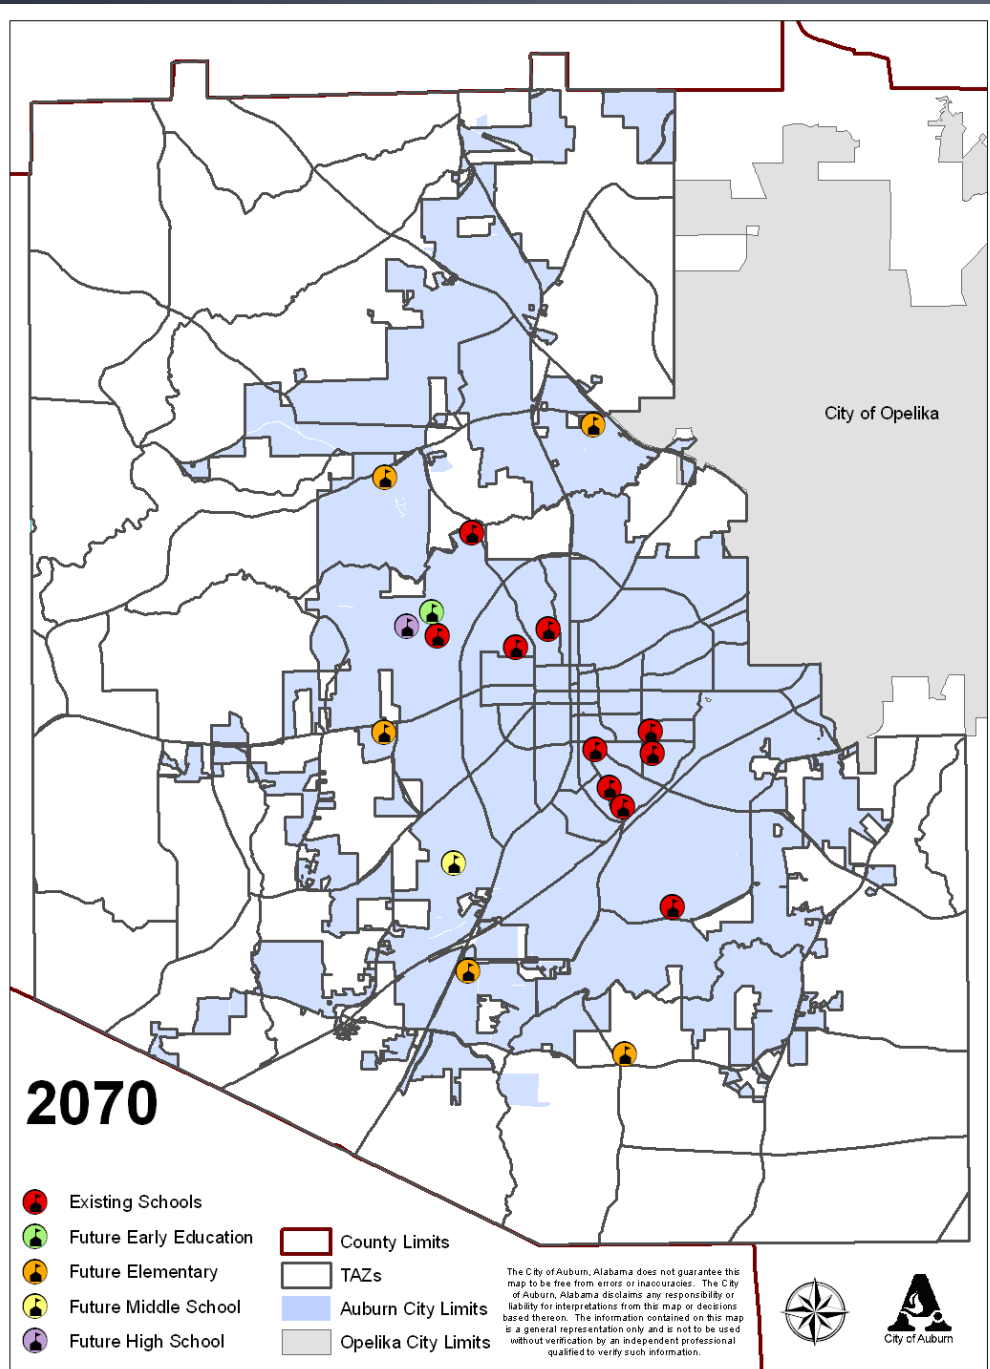 City of Opelika
2070
Existing Schools
Future Early Education
Future Elementary
Future Middle School
Future High School
County Limits
TAZs
Auburn City Limits
Opelika City Limits
The City of Auburn, Alabama does not guarantee this
map to be free from errors or inaccuracies. The City
of Auburn, Alabama disclaims any responsibility or
liability for interpretations from this map or decisions
based thereon. The information contained on this map
is a general representation only and is not to be used
without verification by an independent professional
qualified to verify such information.
City of Auburn